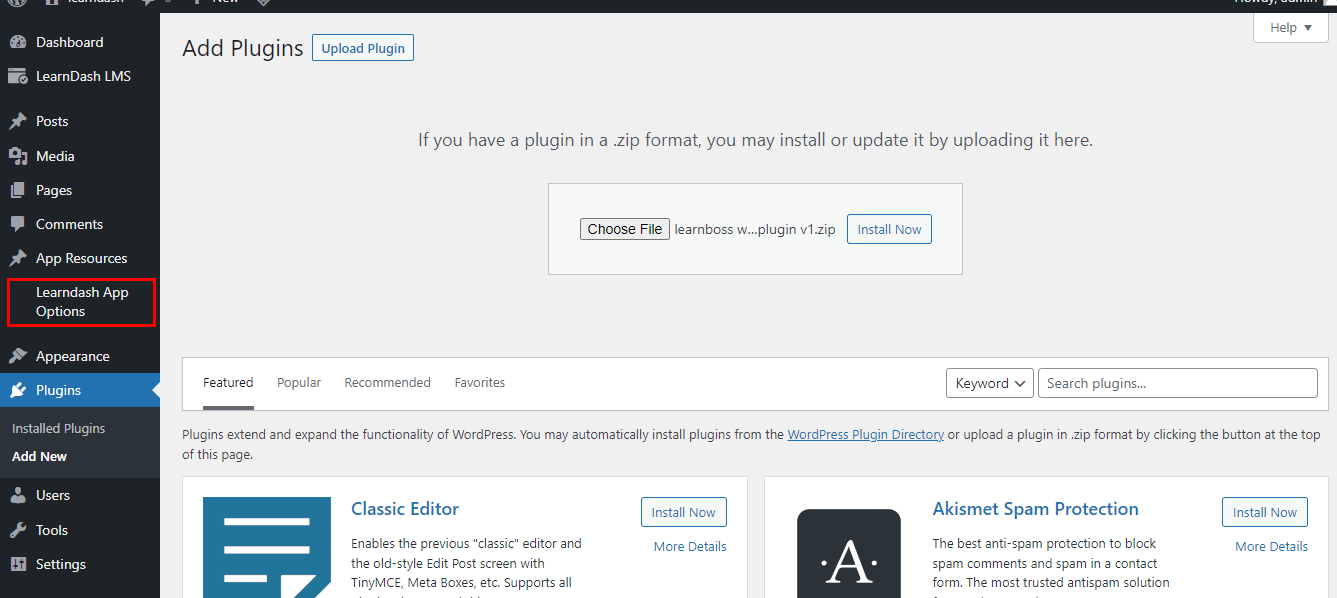 learndash
New
Howdy, admin
Dashboard
LearnDash LMS
Posts
Media
Pages
Comments
App Resources
Learndash App
Options
Appearance
Plugins
Installed Plugins
Add New
Users
Tools
Settings
Add Plugins
Upload Plugin
Help
If you have a plugin in a .zip format, you may install or update it by uploading it here.
Choose File learnboss w...plugin v1.zip Install Now
Featured Popular Recommended Favorites Keyword Search plugins...
Plugins extend and expand the functionality of WordPress. You may automatically install plugins from the WordPress Plugin Directory or upload a plugin in .zip format by clicking the button at the top
of this page.
Classic Editor
Install Now
More Details
Enables the previous "classic" editor and
the old-style Edit Post screen with
TinyMCE, Meta Boxes, etc. Supports all
·A·
Akismet Spam Protection
Install Now
More Details
The best anti-spam protection to block
spam comments and spam in a contact
form. The most trusted antispam solution